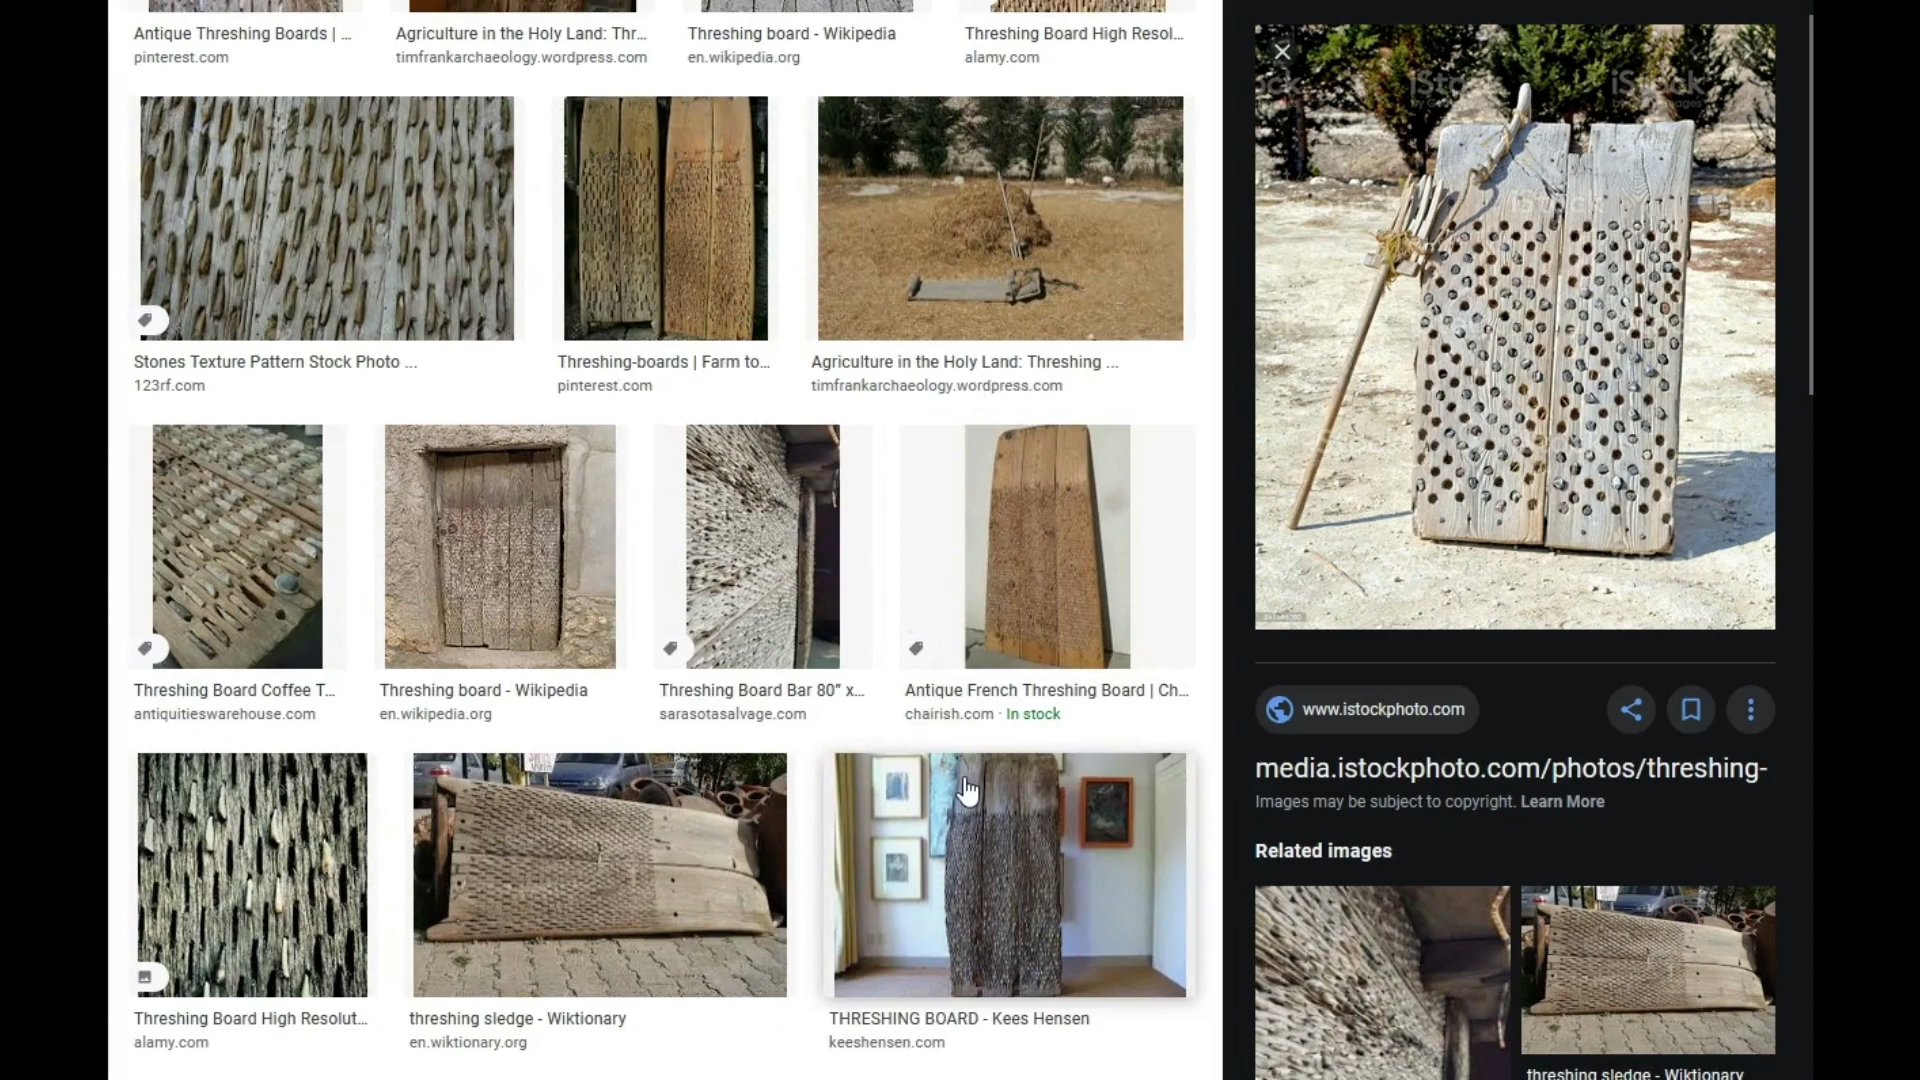 Antique Threshing Boards | ...
pinterest.com
Agriculture in the Holy Land: Thr...
timfrankarchaeology.wordpress.com
Threshing board - Wikipedia
en.wikipedia.org
Threshing Board High Resol...
alamy.com
Stones Texture Pattern Stock Photo ...
123rf.com
Threshing-boards | Farm to...
pinterest.com
Agriculture in the Holy Land: Threshing ...
timfrankarchaeology.wordpress.com
Threshing Board Coffee T...
antiquitieswarehouse.com
Threshing board - Wikipedia
en.wikipedia.org
Threshing Board Bar 80” x...
sarasotasalvage.com
Antique French Threshing Board | Ch...
chairish.com · In stock
Threshing Board High Resolut...
alamy.com
threshing sledge - Wiktionary
en.wiktionary.org
THRESHING BOARD - Kees Hensen
keeshensen.com
iStock
iStock
www.istockphoto.com
media.istockphoto.com/photos/threshing-
Images may be subject to copyright. Learn More
Related images
threshing sledge - Wiktionary